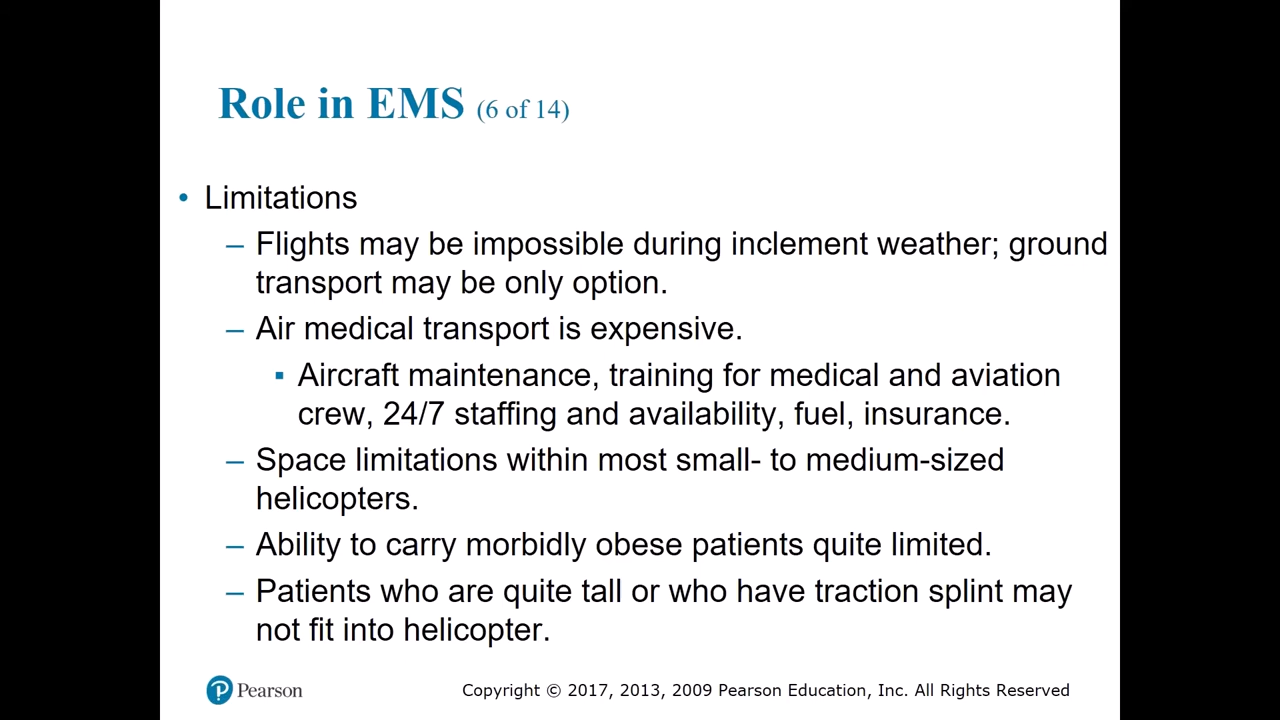 Role in EMS (6 of 14)
• Limitations
– Flights may be impossible during inclement weather; ground
transport may be only option.
– Air medical transport is expensive.
▪ Aircraft maintenance, training for medical and aviation
crew, 24/7 staffing and availability, fuel, insurance.
– Space limitations within most small- to medium-sized
helicopters.
– Ability to carry morbidly obese patients quite limited.
– Patients who are quite tall or who have traction splint may
not fit into helicopter.
Pearson
Copyright © 2017, 2013, 2009 Pearson Education, Inc. All Rights Reserved